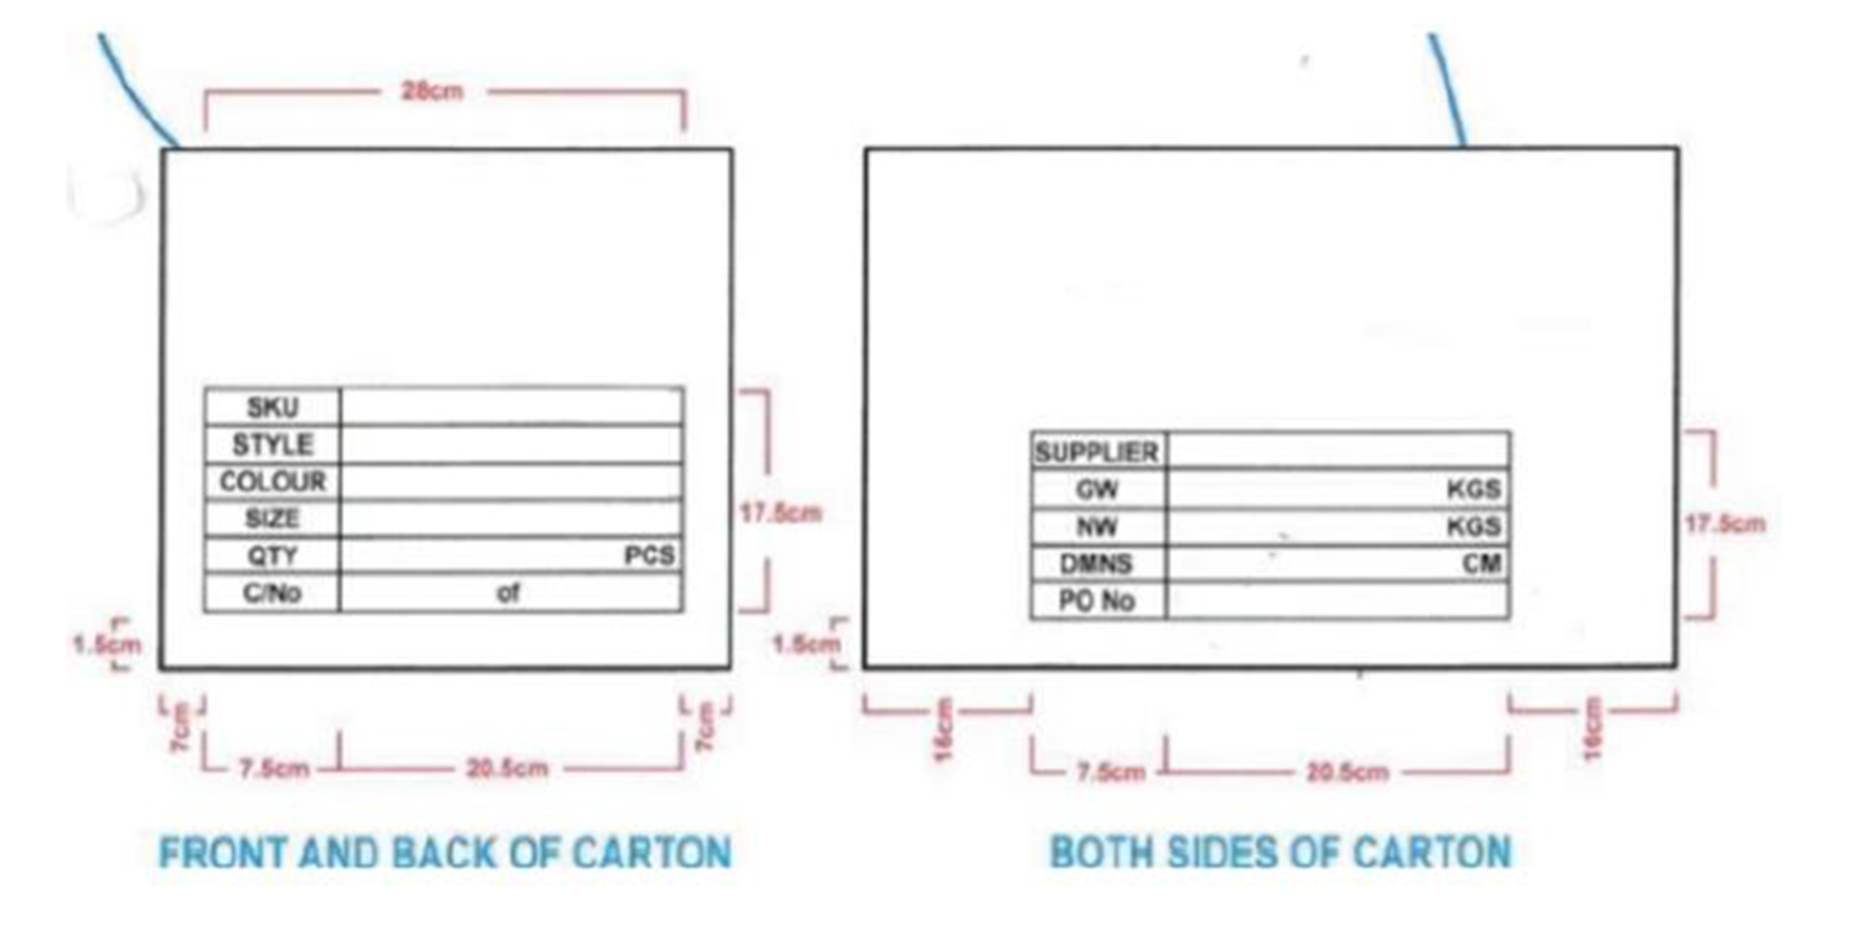 28cm
SKU
STYLE
COLOUR
SIZE
QTY PCS
C/No of
17.5cm
1.5cm
7cm
7cm
7.5cm
20.5cm
FRONT AND BACK OF CARTON
SUPPLIER
GW KGS
NW KGS
DMNS CM
PO No
17.5cm
1.5cm
16cm
16cm
7.5cm
20.5cm
BOTH SIDES OF CARTON